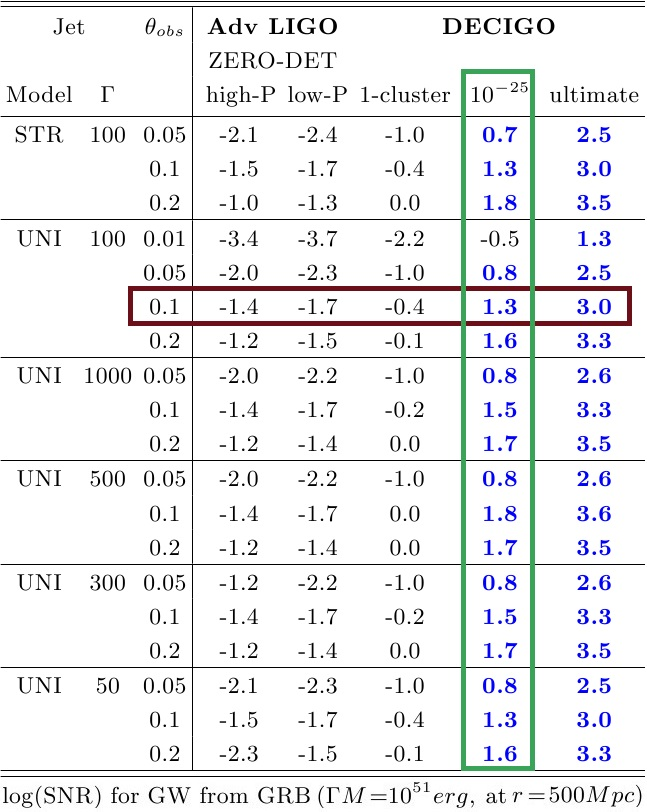 Jet θobs Adv LIGO DECIGO
ZERO-DET
Model Γ high-P low-P 1-cluster 10⁻²⁵ ultimate
STR 100 0.05 -2.1 -2.4 -1.0 0.7 2.5
0.1 -1.5 -1.7 -0.4 1.3 3.0
0.2 -1.0 -1.3 0.0 1.8 3.5
UNI 100 0.01 -3.4 -3.7 -2.2 -0.5 1.3
0.05 -2.0 -2.3 -1.0 0.8 2.5
0.1 -1.4 -1.7 -0.4 1.3 3.0
0.2 -1.2 -1.5 -0.1 1.6 3.3
UNI 1000 0.05 -2.0 -2.2 -1.0 0.8 2.6
0.1 -1.4 -1.7 -0.2 1.5 3.3
0.2 -1.2 -1.4 0.0 1.7 3.5
UNI 500 0.05 -2.0 -2.2 -1.0 0.8 2.6
0.1 -1.4 -1.7 0.0 1.8 3.6
0.2 -1.2 -1.4 0.0 1.7 3.5
UNI 300 0.05 -1.2 -2.2 -1.0 0.8 2.6
0.1 -1.4 -1.7 -0.2 1.5 3.3
0.2 -1.2 -1.4 0.0 1.7 3.5
UNI 50 0.05 -2.1 -2.3 -1.0 0.8 2.5
0.1 -1.5 -1.7 -0.4 1.3 3.0
0.2 -2.3 -1.5 -0.1 1.6 3.3
log(SNR) for GW from GRB (ΓM=10⁵¹erg, at r=500Mpc)